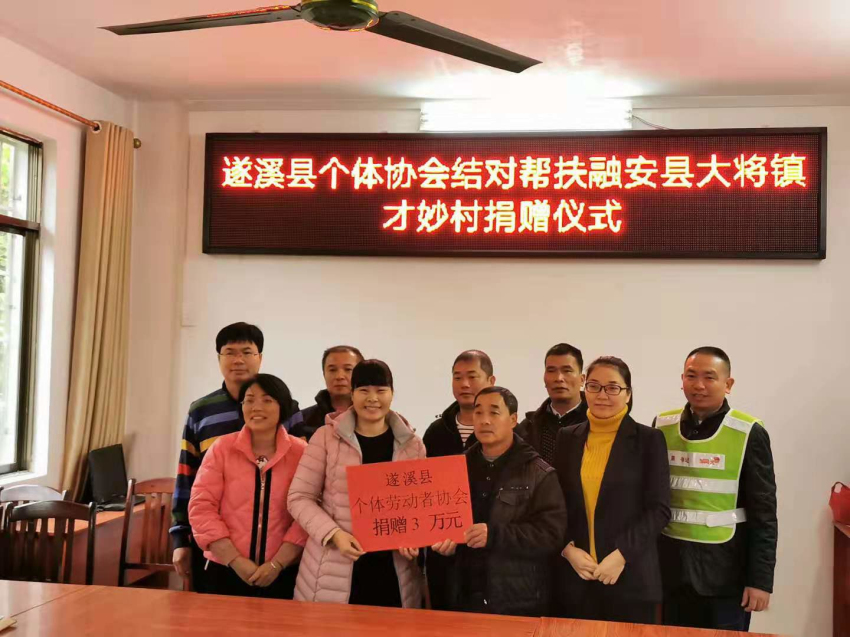 遂溪县个体协会结对帮扶融安县大将镇
才妙村捐赠仪式
遂溪县
个体劳动者协会
捐赠3 万元